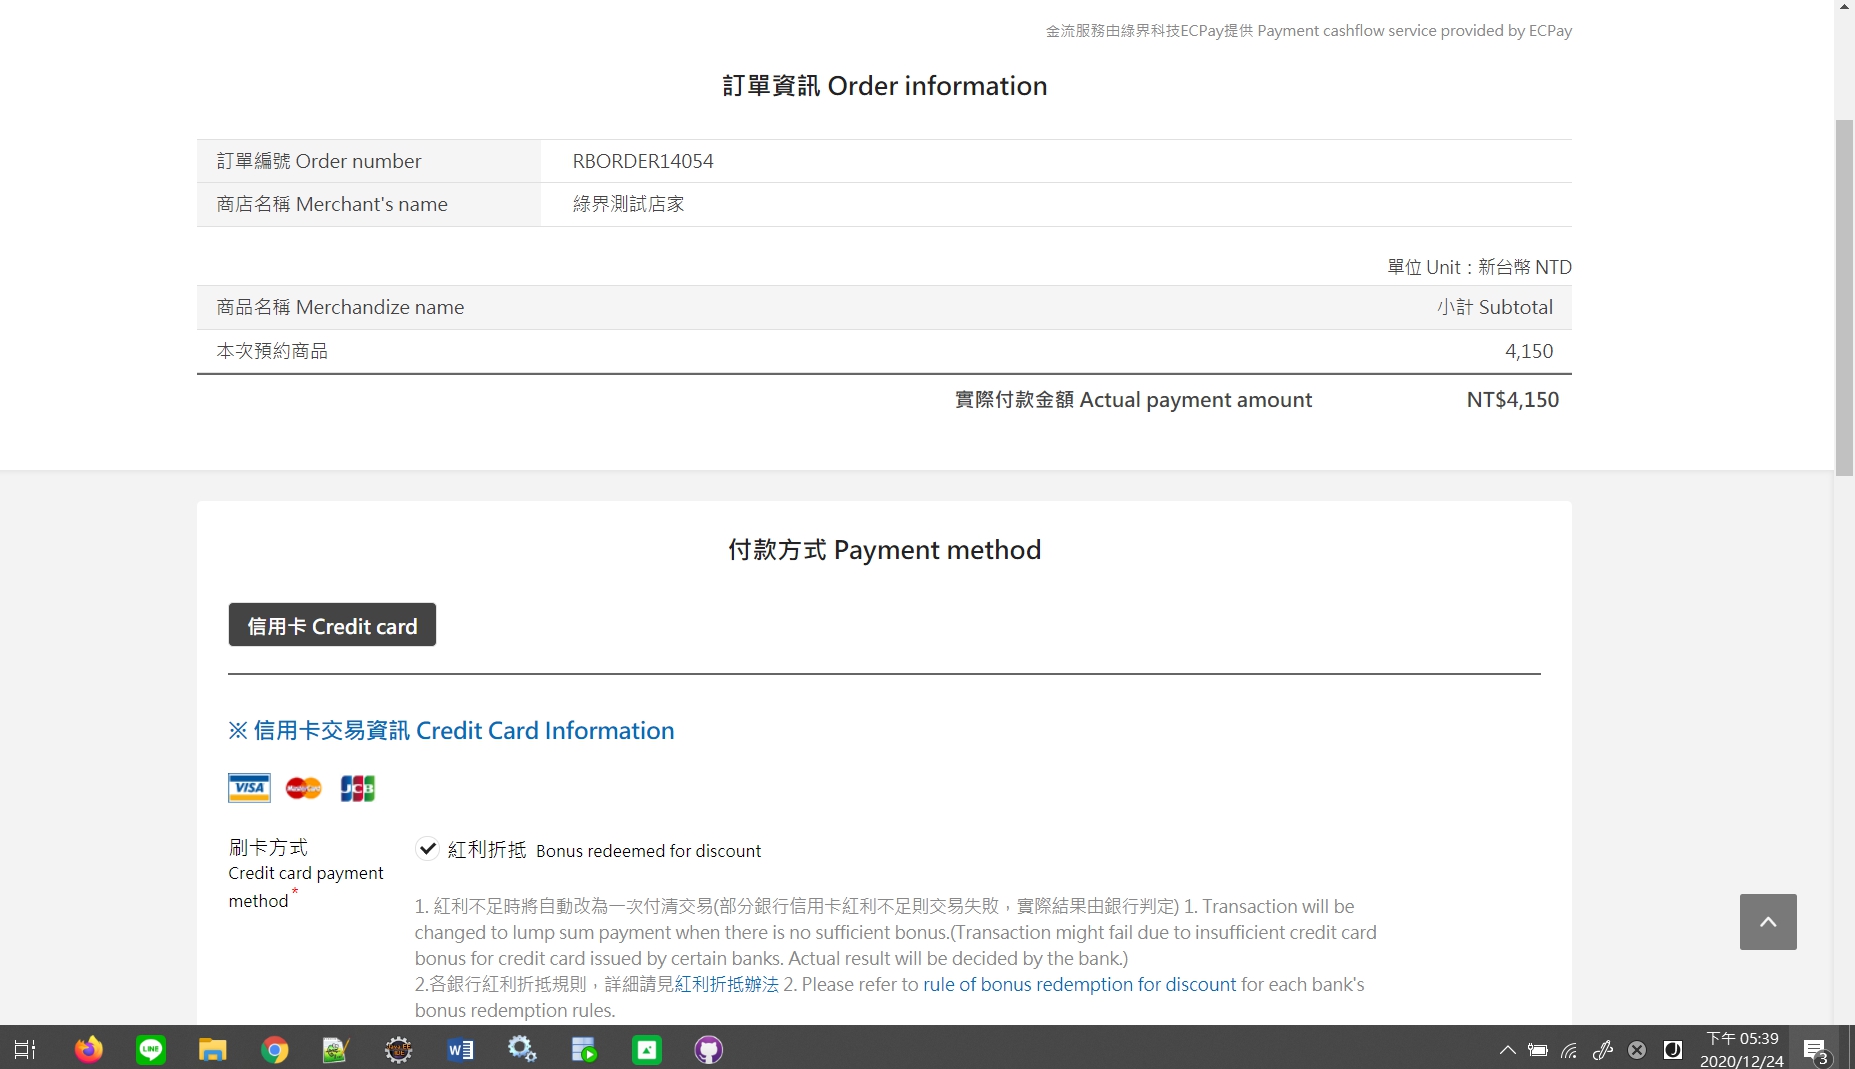 金流服務由綠界科技ECPay提供 Payment cashflow service provided by ECPay
訂單資訊 Order information
訂單編號 Order number RBORDER14054
商店名稱 Merchant's name 綠界測試店家
單位 Unit：新台幣 NTD
商品名稱 Merchandize name 小計 Subtotal
本次預約商品 4,150
實際付款金額 Actual payment amount NT$4,150
付款方式 Payment method
信用卡 Credit card
※ 信用卡交易資訊 Credit Card Information
VISA MasterCard JCB
刷卡方式
Credit card payment
method*
紅利折抵 Bonus redeemed for discount
1. 紅利不足時將自動改為一次付清交易(部分銀行信用卡紅利不足則交易失敗，實際結果由銀行判定) 1. Transaction will be
changed to lump sum payment when there is no sufficient bonus.(Transaction might fail due to insufficient credit card
bonus for credit card issued by certain banks. Actual result will be decided by the bank.)
2.各銀行紅利折抵規則，詳細請見紅利折抵辦法 2. Please refer to rule of bonus redemption for discount for each bank's
bonus redemption rules.
LINE
下午 05:39
2020/12/24
3